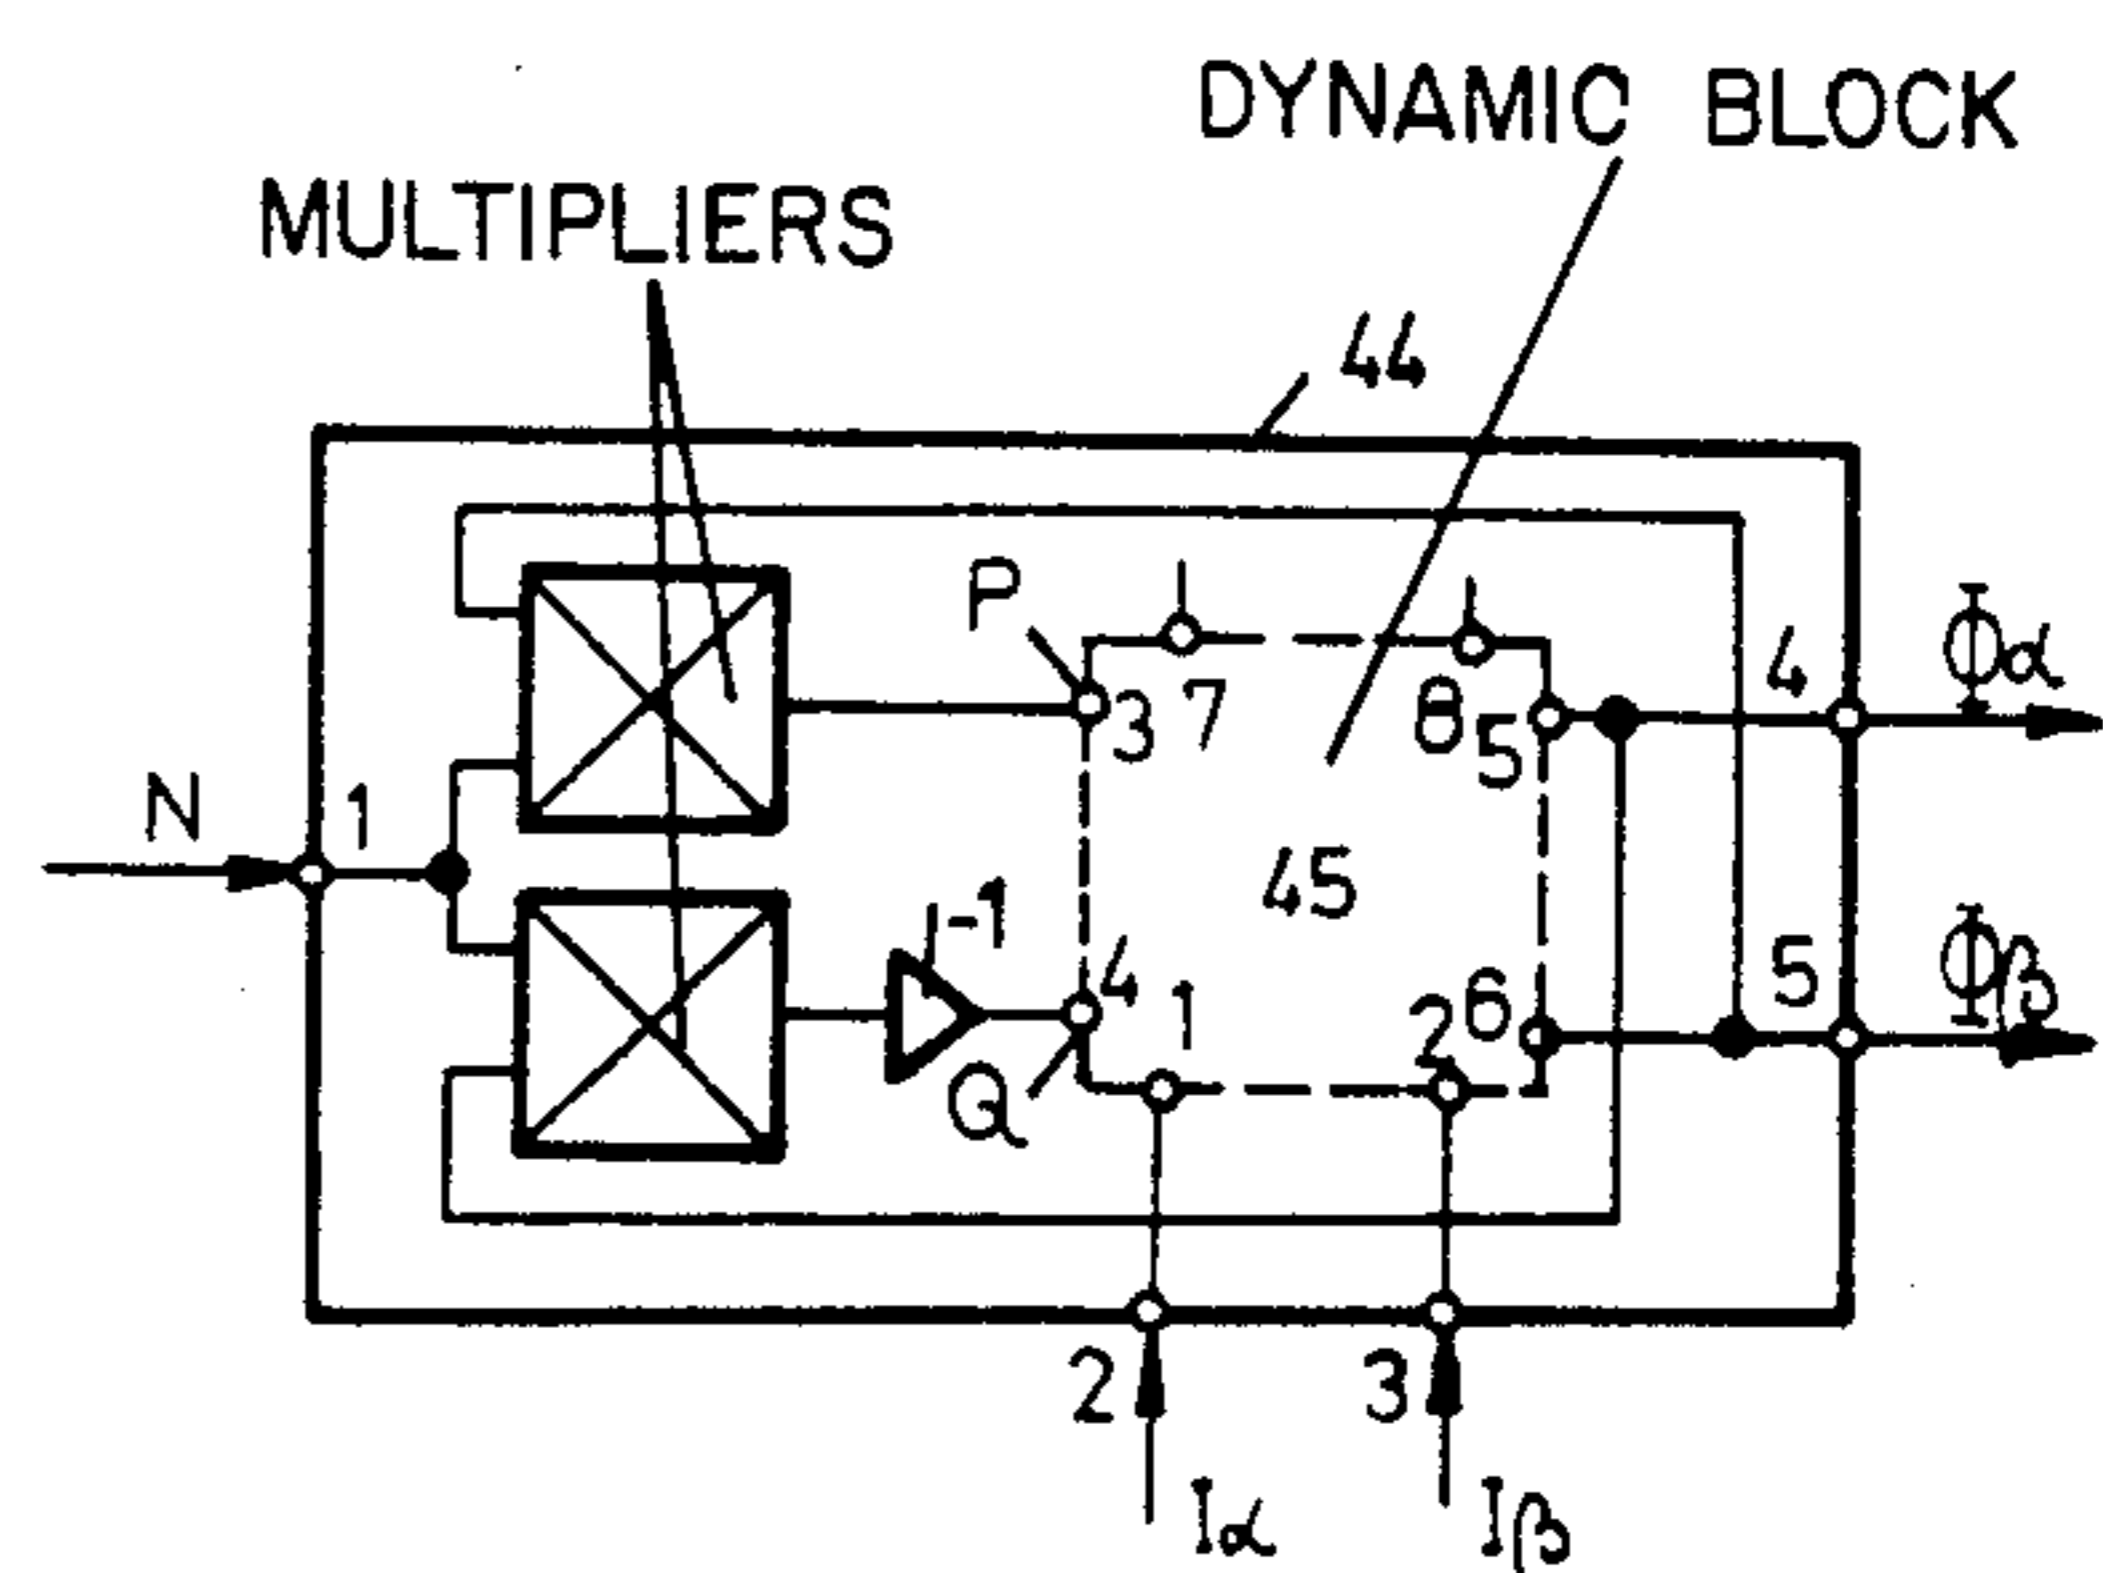 DYNAMIC BLOCK
MULTIPLIERS
44
P
3 7 8 5
4 Φα
N 1
45
-1
4 1 2 6
5 Φβ
Q
2 3
Iα Iβ